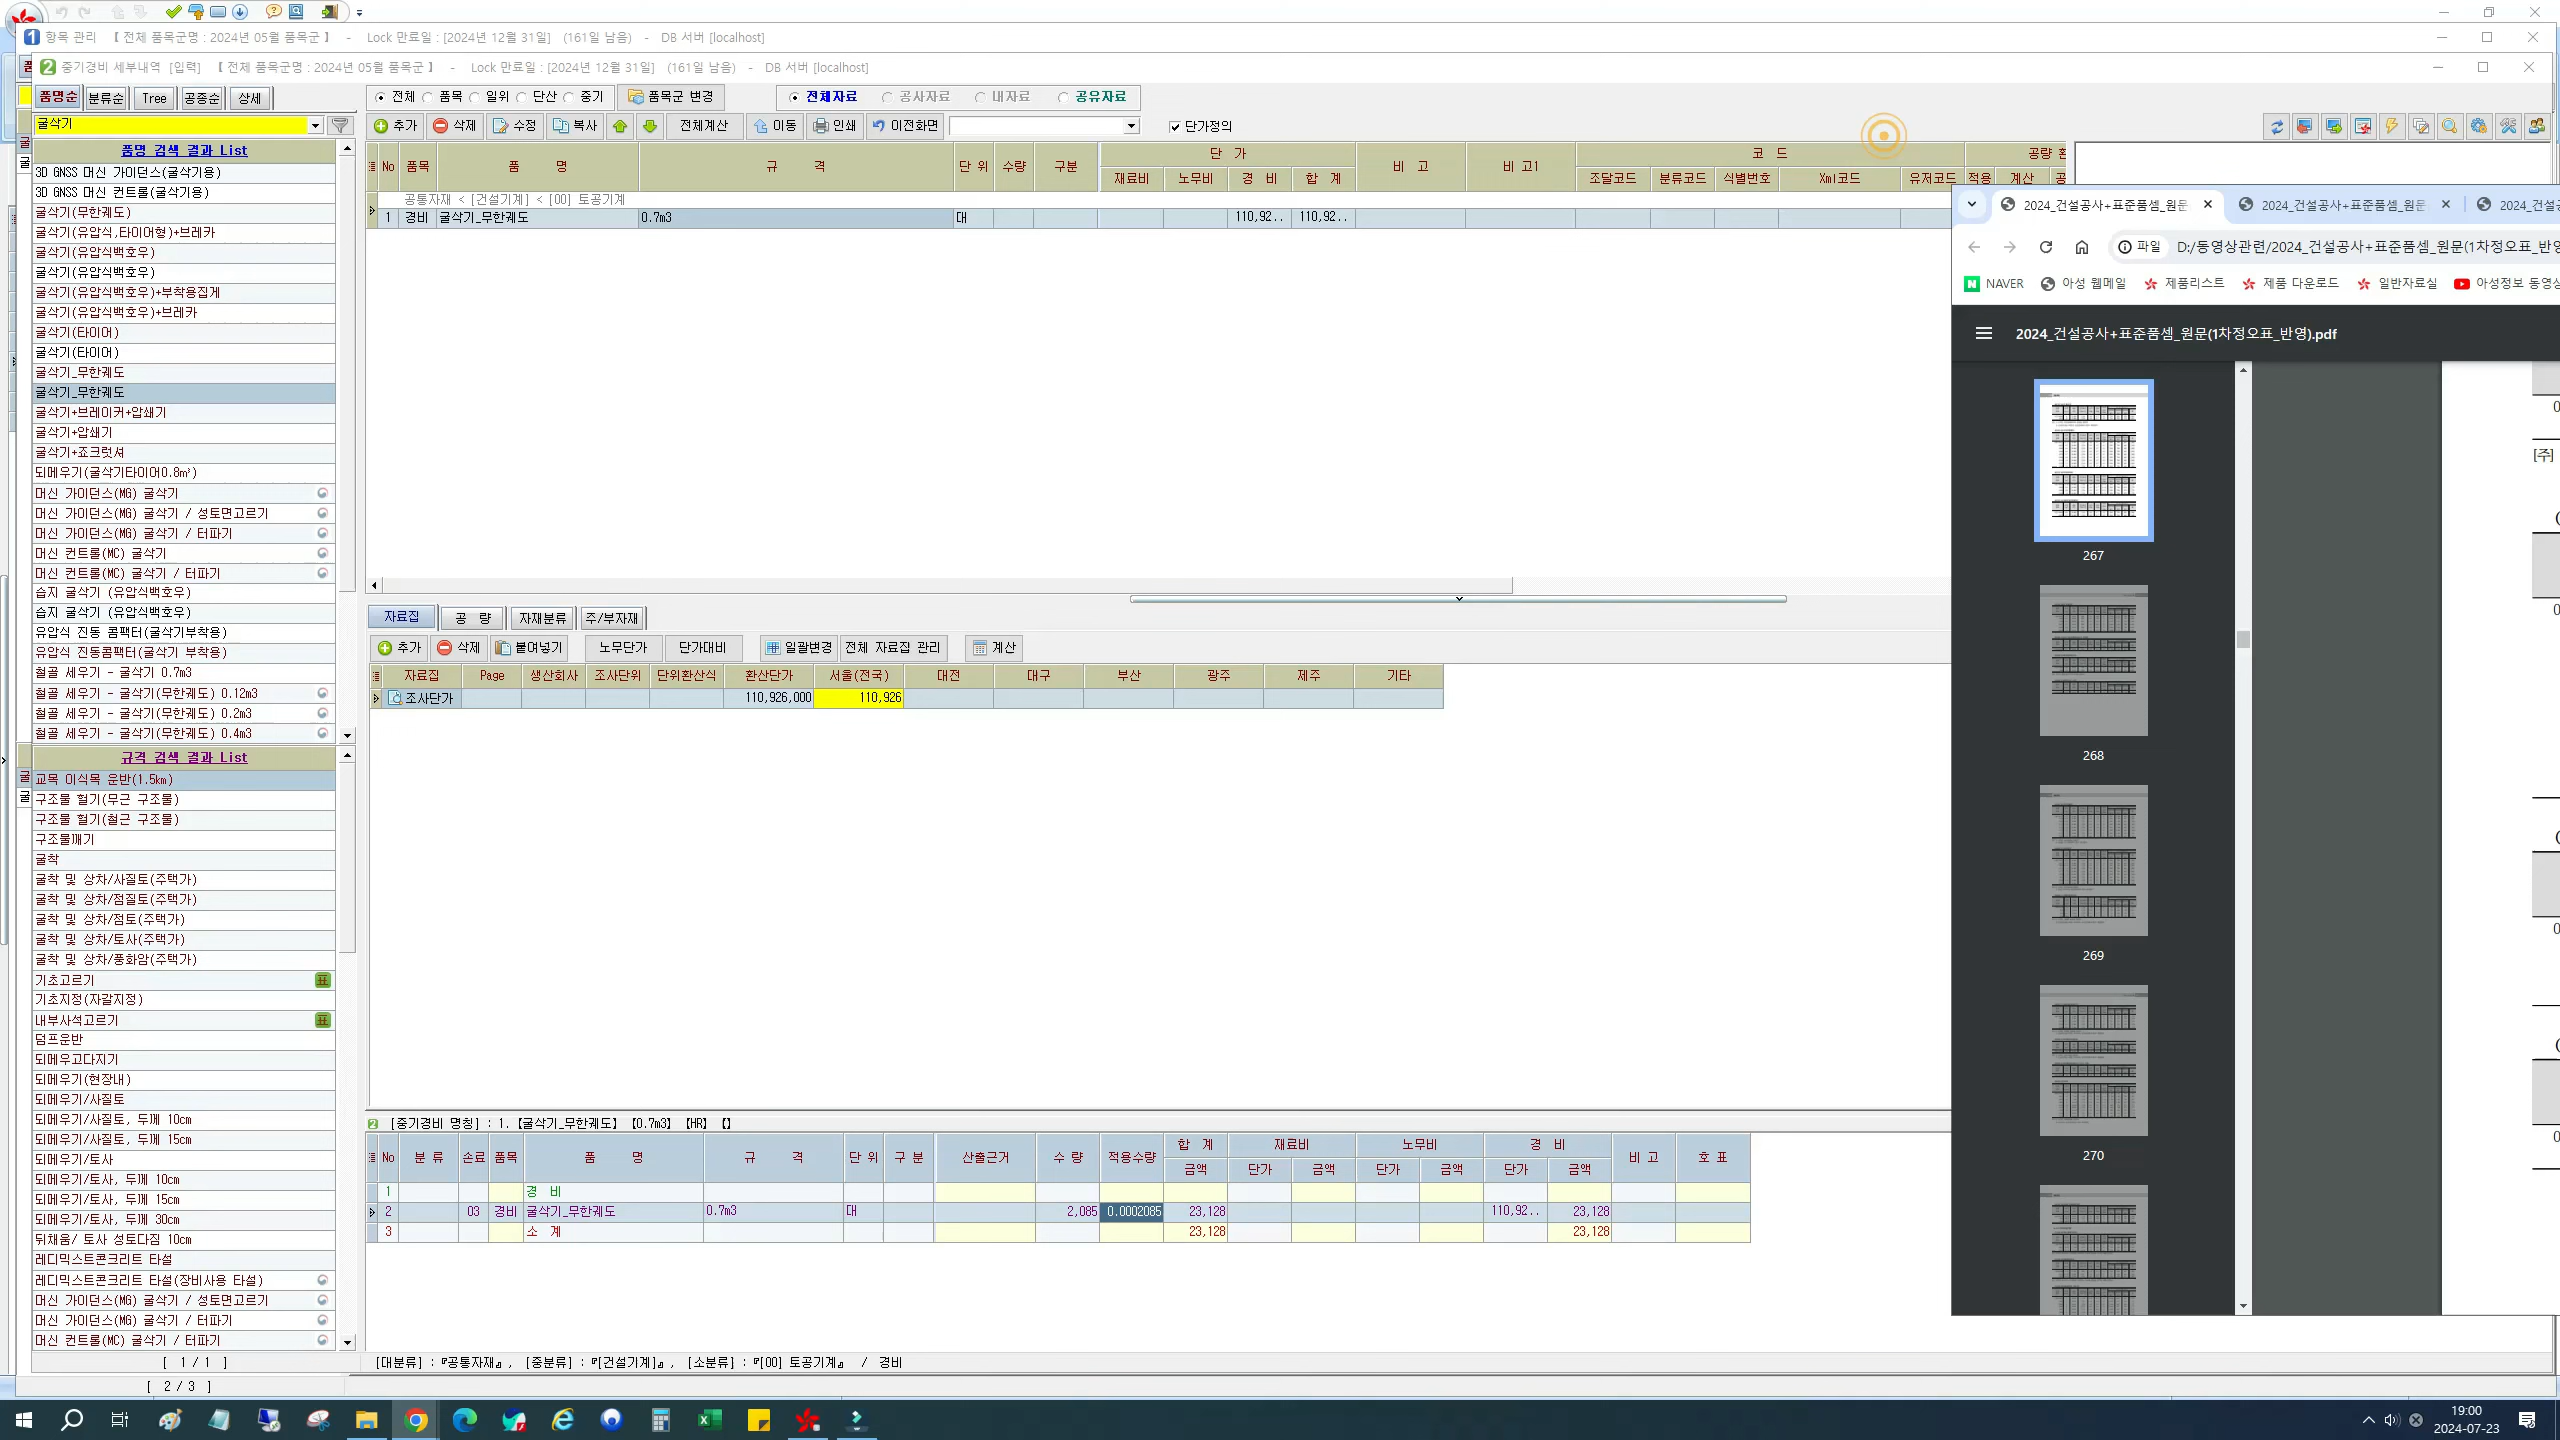 항목 관리 【 전체 품목군명 : 2024년 05월 품목군 】 - Lock 만료일 : [2024년 12월 31일] (161일 남음) - DB 서버 [localhost]
중기경비 세부내역 [입력] 【 전체 품목군명 : 2024년 05월 품목군 】 - Lock 만료일 : [2024년 12월 31일] (161일 남음) - DB 서버 [localhost]
품명순 분류순 Tree 공종순 상세
전체 품목 일위 단산 중기 품목군 변경 전체자료 공사자료 내자료 공유자료
굴삭기
추가 삭제 수정 복사 전체계산 이동 인쇄 이전화면 단가정의
품명 검색 결과 List
3D GNSS 머신 가이던스(굴삭기용)
3D GNSS 머신 컨트롤(굴삭기용)
굴삭기(무한궤도)
굴삭기(유압식,타이어형)+브레카
굴삭기(유압식백호우)
굴삭기(유압식백호우)
굴삭기(유압식백호우)+부착용집게
굴삭기(유압식백호우)+브레카
굴삭기(타이어)
굴삭기(타이어)
굴삭기_무한궤도
굴삭기_무한궤도
굴삭기+브레이커+압쇄기
굴삭기+압쇄기
굴삭기+죠크럿셔
되메우기(굴삭기타이어0.8㎥)
머신 가이던스(MG) 굴삭기
머신 가이던스(MG) 굴삭기 / 성토면고르기
머신 가이던스(MG) 굴삭기 / 터파기
머신 컨트롤(MC) 굴삭기
머신 컨트롤(MC) 굴삭기 / 터파기
습지 굴삭기 (유압식백호우)
습지 굴삭기 (유압식백호우)
유압식 진동 콤팩터(굴삭기부착용)
유압식 진동콤팩터(굴삭기 부착용)
철골 세우기 - 굴삭기 0.7m3
철골 세우기 - 굴삭기(무한궤도) 0.12m3
철골 세우기 - 굴삭기(무한궤도) 0.2m3
철골 세우기 - 굴삭기(무한궤도) 0.4m3
규격 검색 결과 List
교목 이식목 운반(1.5㎞)
구조물 헐기(무근 구조물)
구조물 헐기(철근 구조물)
구조물깨기
굴착
굴착 및 상차/사질토(주택가)
굴착 및 상차/점질토(주택가)
굴착 및 상차/점토(주택가)
굴착 및 상차/토사(주택가)
굴착 및 상차/풍화암(주택가)
기초고르기 표
기초지정(자갈지정)
내부사석고르기 표
덤프운반
되메우고다지기
되메우기(현장내)
되메우기/사질토
되메우기/사질토, 두께 10cm
되메우기/사질토, 두께 15cm
되메우기/토사
되메우기/토사, 두께 10cm
되메우기/토사, 두께 15cm
되메우기/토사, 두께 30cm
뒤채움/ 토사 성토다짐 10cm
레디믹스트콘크리트 타설
레디믹스트콘크리트 타설(장비사용 타설)
머신 가이던스(MG) 굴삭기 / 성토면고르기
머신 가이던스(MG) 굴삭기 / 터파기
머신 컨트롤(MC) 굴삭기 / 터파기
[ 1/1 ]
[ 2/3 ]
No 품목 품 명 규 격 단 위 수량 구분 단 가 비 고 비 고1 코 드
재료비 노무비 경 비 합 계 조달코드 분류코드 식별번호 Xml코드 유저코드 적용 계산
공통자재 < [건설기계] < [00] 토공기계
1 경비 굴삭기_무한궤도 0.7m3 대 110,92.. 110,92..
자료집 공 량 자재분류 주/부자재
추가 삭제 붙여넣기 노무단가 단가대비 일괄변경 전체 자료집 관리 계산
자료집 Page 생산회사 조사단위 단위환산식 환산단가 서울(전국) 대전 대구 부산 광주 제주 기타
조사단가 110,926,000 110,926
[중기경비 명칭] : 1.【굴삭기_무한궤도】【0.7m3】【HR】【】
No 분 류 손료 품목 품 명 규 격 단 위 구 분 산출근거 수 량 적용수량 합 계 재료비 노무비 경 비 비 고 호 표
금액 단가 금액 단가 금액 단가 금액
1 경 비
2 03 경비 굴삭기_무한궤도 0.7m3 대 2,085 0.0002085 23,128 110,92.. 23,128
3 소 계 23,128 23,128
[대분류] : 『공통자재』, [중분류] : 『[건설기계]』, [소분류] : 『[00] 토공기계』 / 경비
2024_건설공사+표준품셈_원문 2024_건설공사+표준품셈_원문
파일 D:/동영상관련/2024_건설공사+표준품셈_원문(1차정오표_반영
NAVER 아성 웹메일 제품리스트 제품 다운로드 일반자료실 아성정보 동영상
2024_건설공사+표준품셈_원문(1차정오표_반영).pdf
[주]
267
268
269
270
19:00
2024-07-23